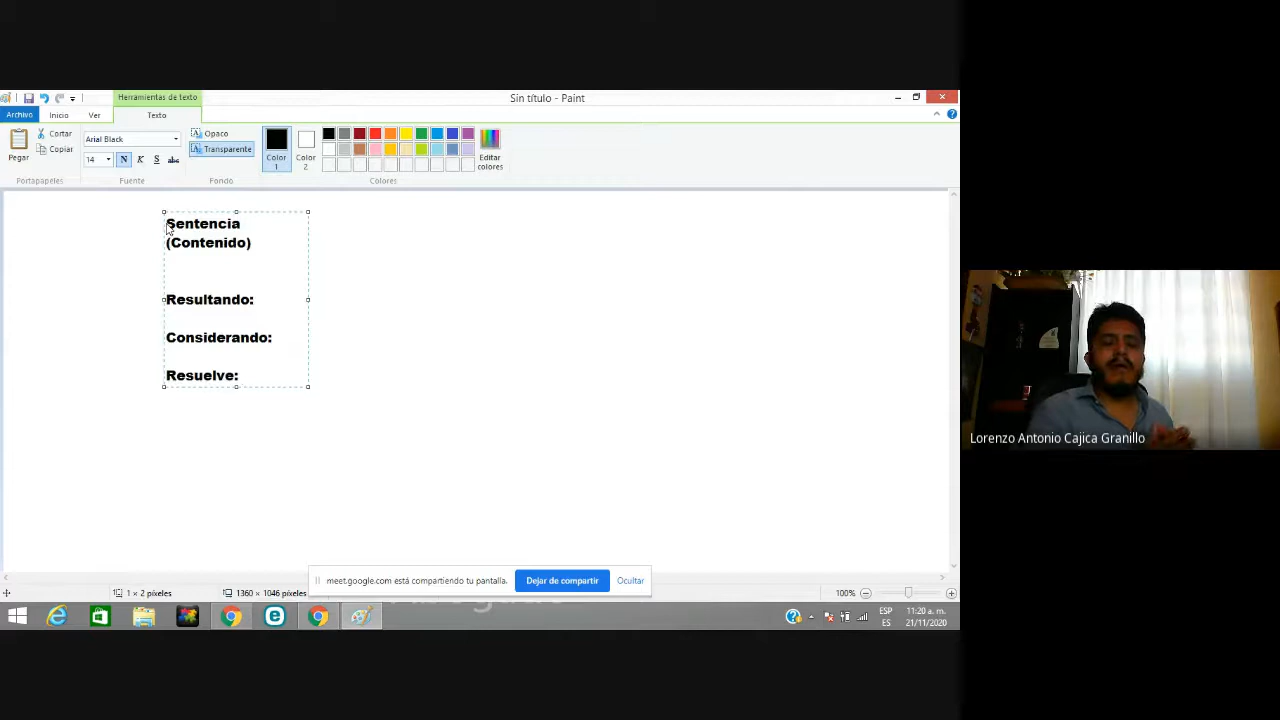 Herramientas de texto
Sin título - Paint
Archivo
Inicio
Ver
Texto
Pegar
Cortar
Copiar
Portapapeles
Arial Black
14
N K S abc
Fuente
Opaco
Transparente
Fondo
Color 1
Color 2
Editar colores
Colores
Sentencia
(Contenido)
Resultando:
Considerando:
Resuelve:
Lorenzo Antonio Cajica Granillo
meet.google.com está compartiendo tu pantalla.
Dejar de compartir
Ocultar
1 × 2 píxeles
1360 × 1046 píxeles
100%
ESP
ES
11:20 a. m.
21/11/2020